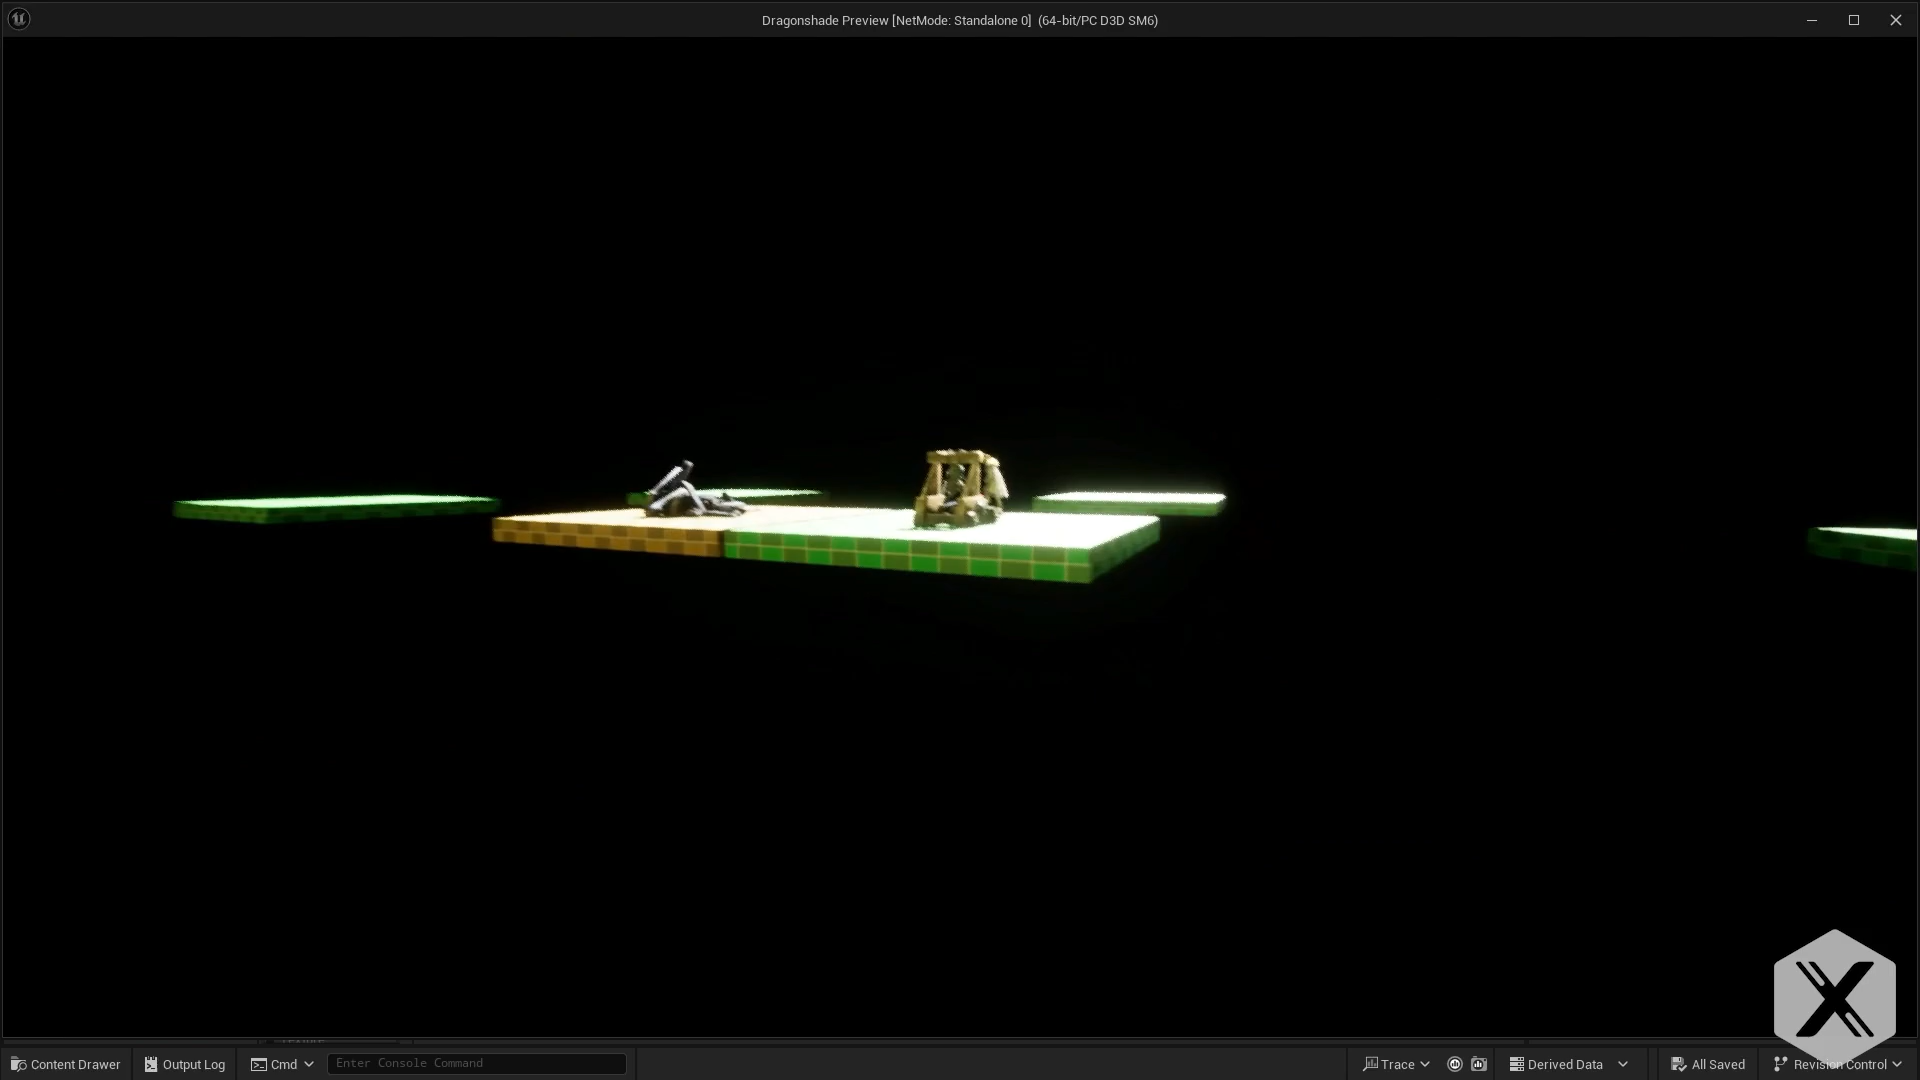 Dragonshade Preview [NetMode: Standalone 0] (64-bit/PC D3D SM6)
Content Drawer
Output Log
Cmd
Enter Console Command
Trace
Derived Data
All Saved
Revision Control